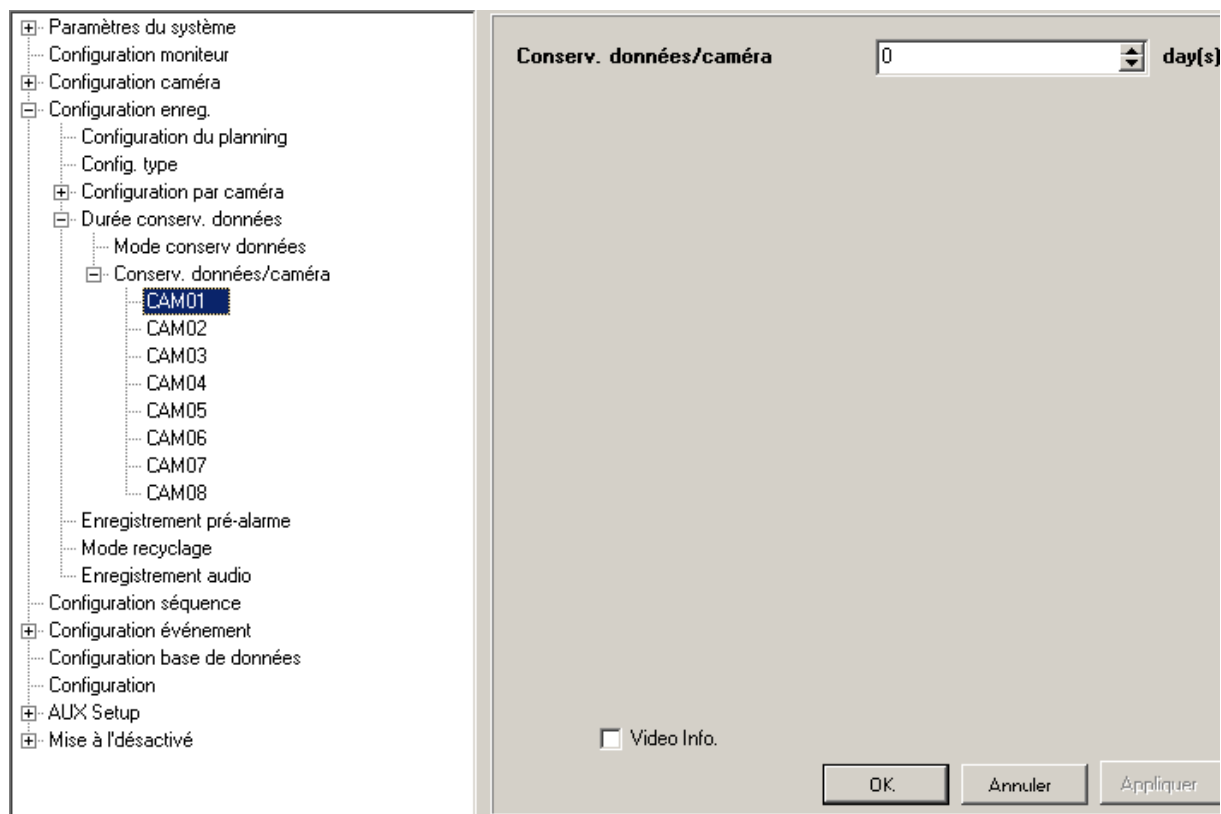 Paramètres du système
Configuration moniteur
Configuration caméra
Configuration enreg.
Configuration du planning
Config. type
Configuration par caméra
Durée conserv. données
Mode conserv données
Conserv. données/caméra
CAM01
CAM02
CAM03
CAM04
CAM05
CAM06
CAM07
CAM08
Enregistrement pré-alarme
Mode recyclage
Enregistrement audio
Configuration séquence
Configuration événement
Configuration base de données
Configuration
AUX Setup
Mise à l'désactivé
Conserv. données/caméra 0 day(s)
Video Info.
OK. Annuler Appliquer